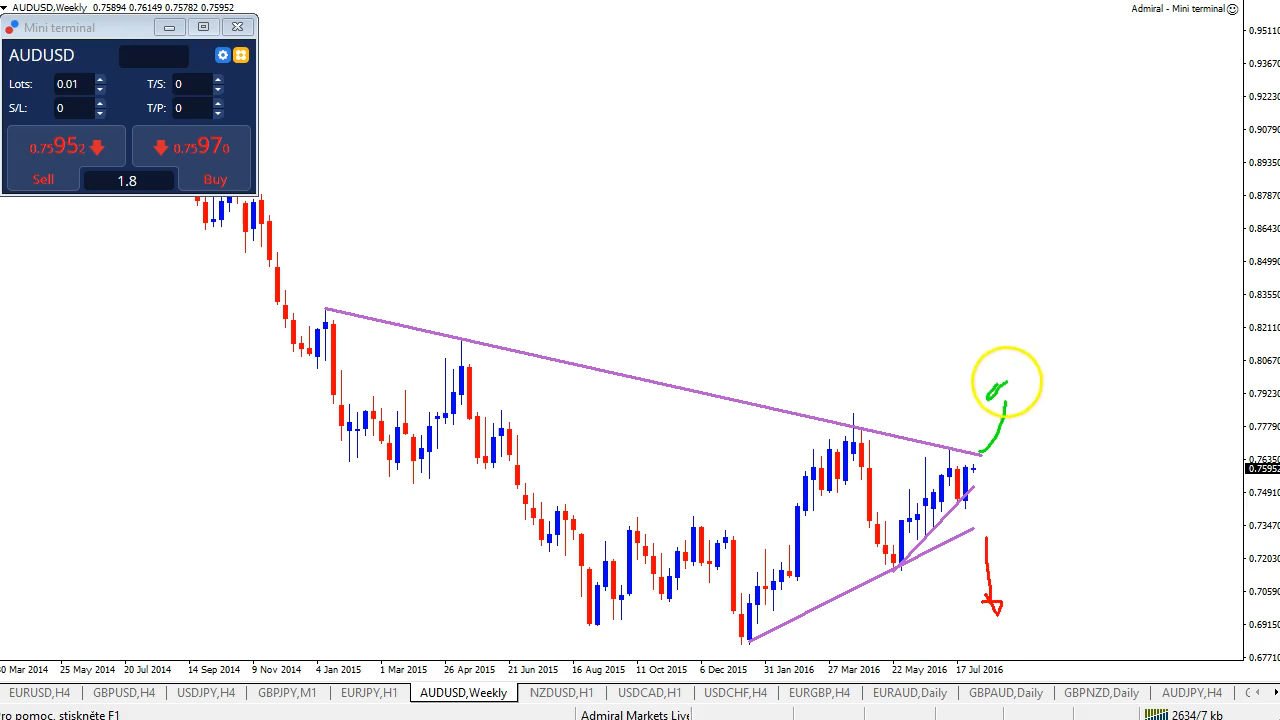 AUDUSD,Weekly 0.75894 0.76149 0.75782 0.75952
Admiral - Mini terminal
Mini terminal
AUDUSD
Lots: 0.01 T/S: 0
S/L: 0 T/P: 0
0.75952 0.75970
Sell 1.8 Buy
0.95110
0.93670
0.92230
0.90790
0.89350
0.87870
0.86430
0.84990
0.83550
0.82110
0.80670
0.79230
0.77790
0.76350
0.75952
0.74910
0.73470
0.72030
0.70590
0.69150
0.67710
30 Mar 2014 25 May 2014 20 Jul 2014 14 Sep 2014 9 Nov 2014 4 Jan 2015 1 Mar 2015 26 Apr 2015 21 Jun 2015 16 Aug 2015 11 Oct 2015 6 Dec 2015 31 Jan 2016 27 Mar 2016 22 May 2016 17 Jul 2016
EURUSD,H4 GBPUSD,H4 USDJPY,H4 GBPJPY,M1 EURJPY,H1 AUDUSD,Weekly NZDUSD,H1 USDCAD,H1 USDCHF,H4 EURGBP,H4 EURAUD,Daily GBPAUD,Daily GBPNZD,Daily AUDJPY,H4
Pro pomoc, stiskněte F1 Admiral Markets Live 2634/7 kb